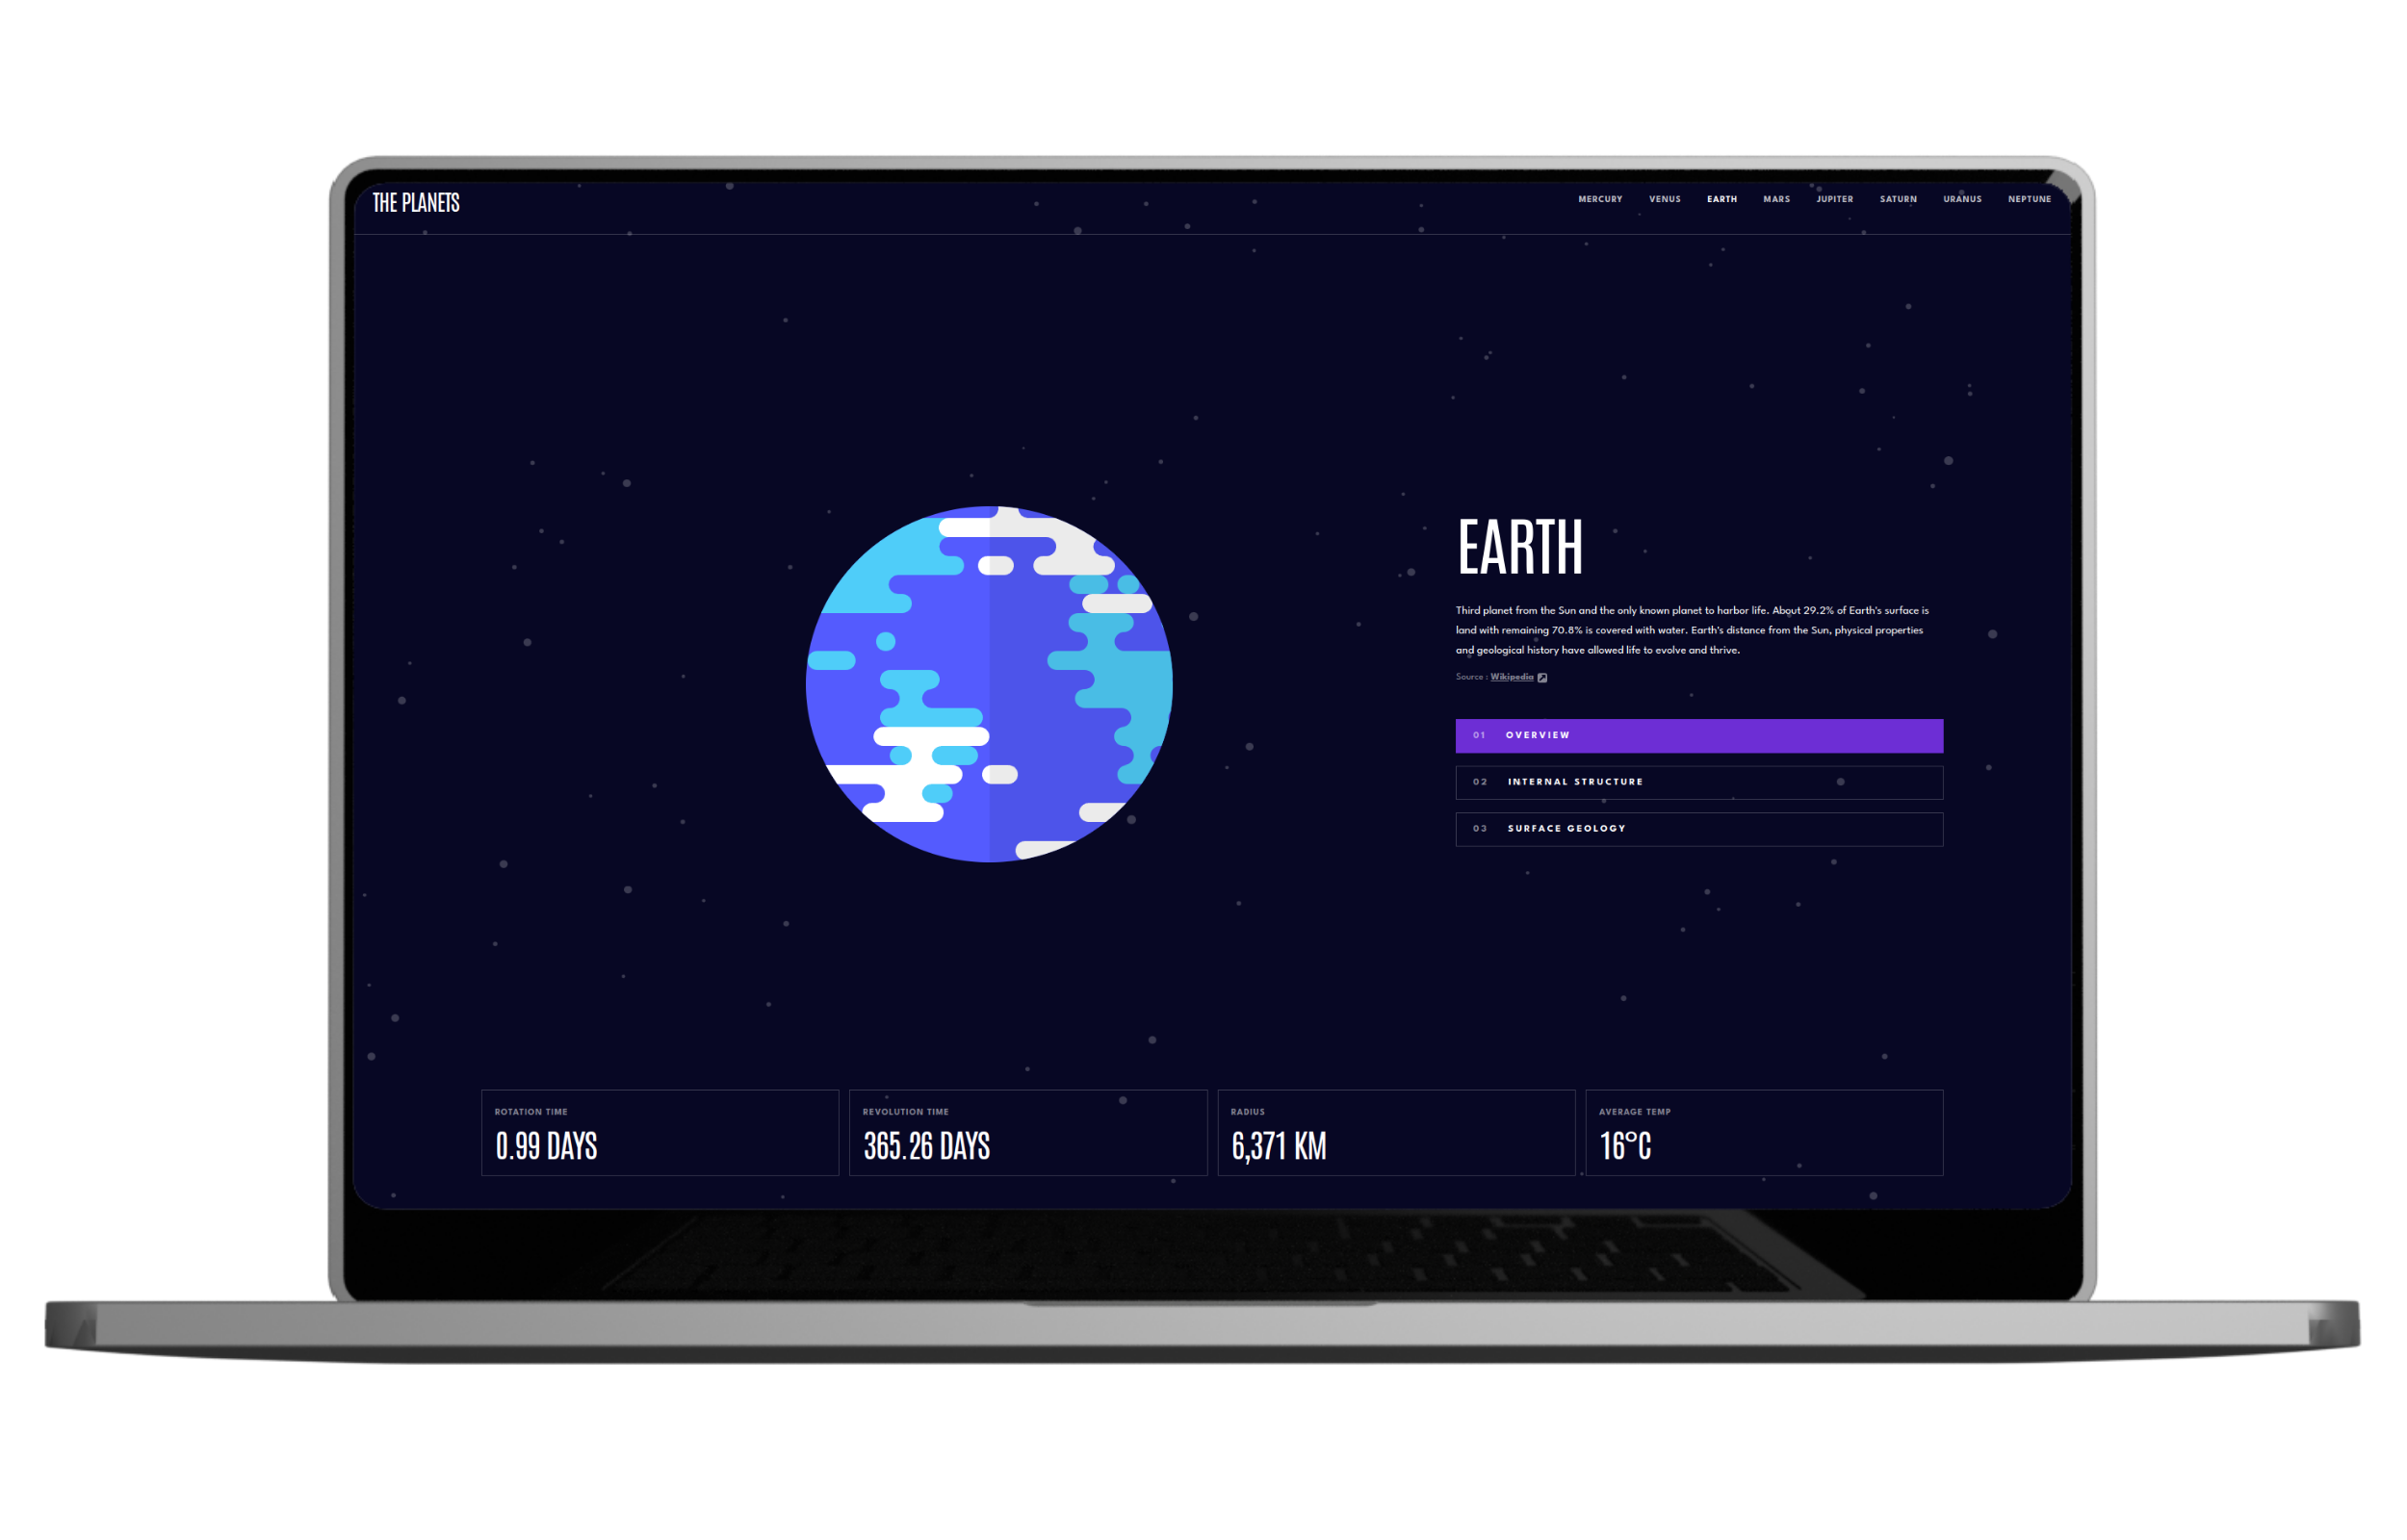 THE PLANETS
MERCURY VENUS EARTH MARS JUPITER SATURN URANUS NEPTUNE
EARTH
Third planet from the Sun and the only known planet to harbor life. About 29.2% of Earth's surface is
land with remaining 70.8% is covered with water. Earth's distance from the Sun, physical properties
and geological history have allowed life to evolve and thrive.
Source : Wikipedia
01 OVERVIEW
02 INTERNAL STRUCTURE
03 SURFACE GEOLOGY
ROTATION TIME
0.99 DAYS
REVOLUTION TIME
365.26 DAYS
RADIUS
6,371 KM
AVERAGE TEMP
16°C